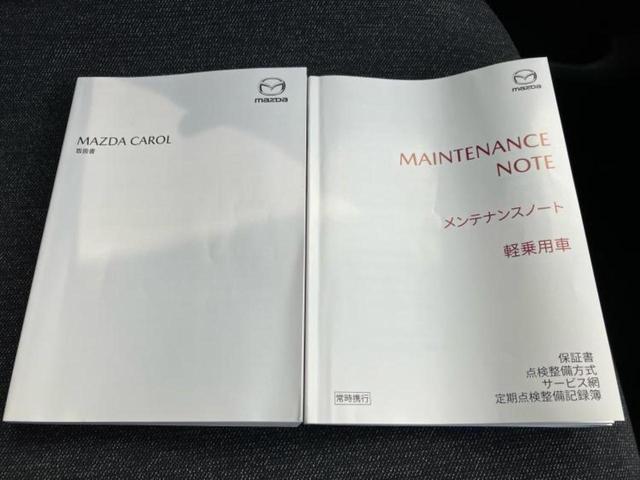 mazda
MAZDA CAROL
取扱書
mazda
MAINTENANCE
NOTE
メンテナンスノート
軽乗用車
保証書
点検整備方式
サービス網
定期点検整備記録簿
常時携行